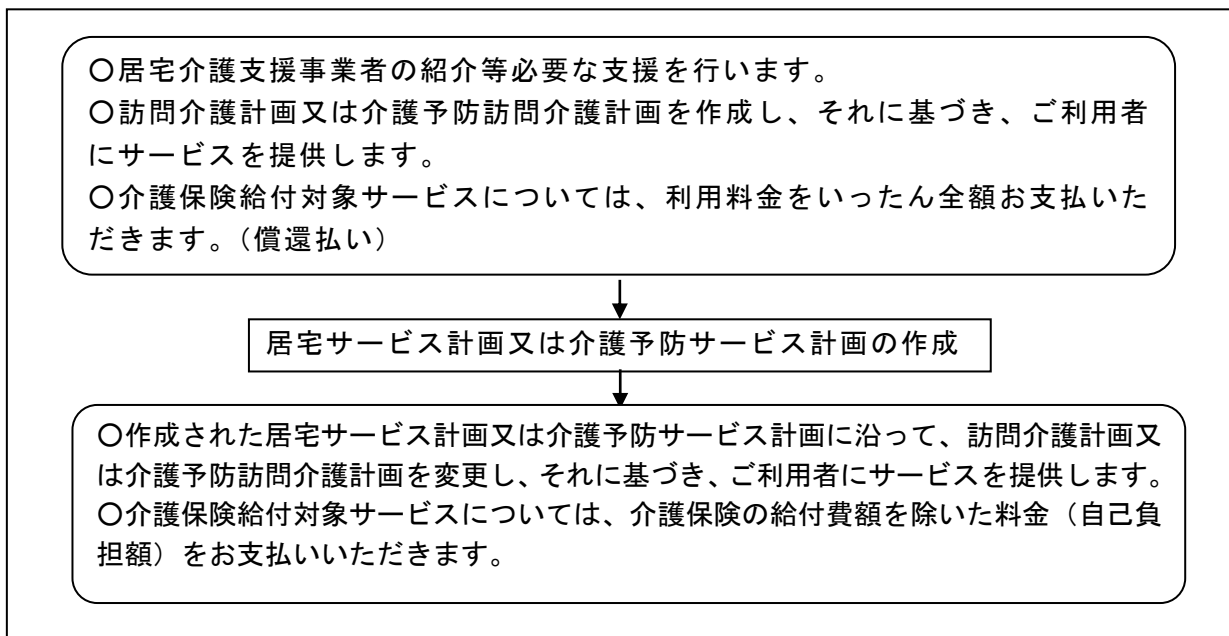 〇居宅介護支援事業者の紹介等必要な支援を行います。
〇訪問介護計画又は介護予防訪問介護計画を作成し、それに基づき、ご利用者
にサービスを提供します。
〇介護保険給付対象サービスについては、利用料金をいったん全額お支払いた
だきます。（償還払い）
居宅サービス計画又は介護予防サービス計画の作成
〇作成された居宅サービス計画又は介護予防サービス計画に沿って、訪問介護計画又
は介護予防訪問介護計画を変更し、それに基づき、ご利用者にサービスを提供します。
〇介護保険給付対象サービスについては、介護保険の給付費額を除いた料金（自己負
担額）をお支払いいただきます。